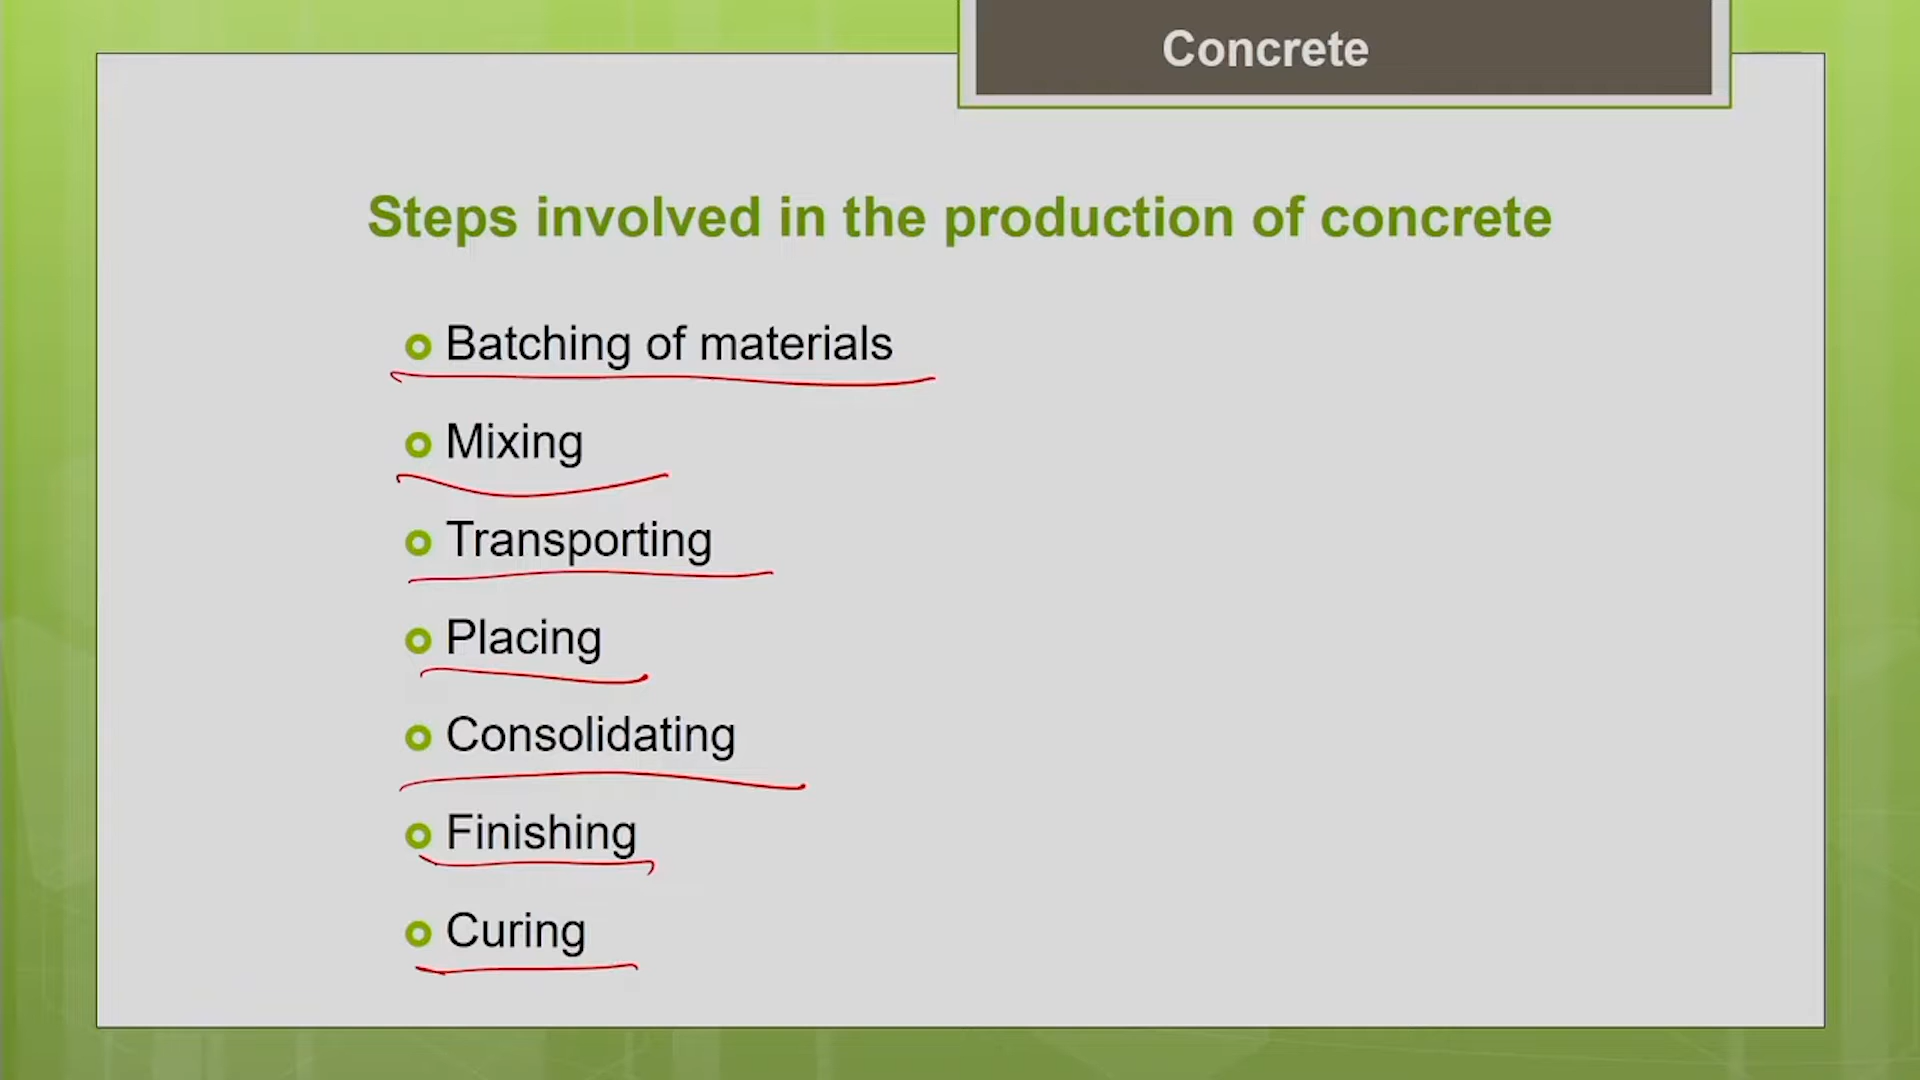 Concrete
Steps involved in the production of concrete
Batching of materials
Mixing
Transporting
Placing
Consolidating
Finishing
Curing